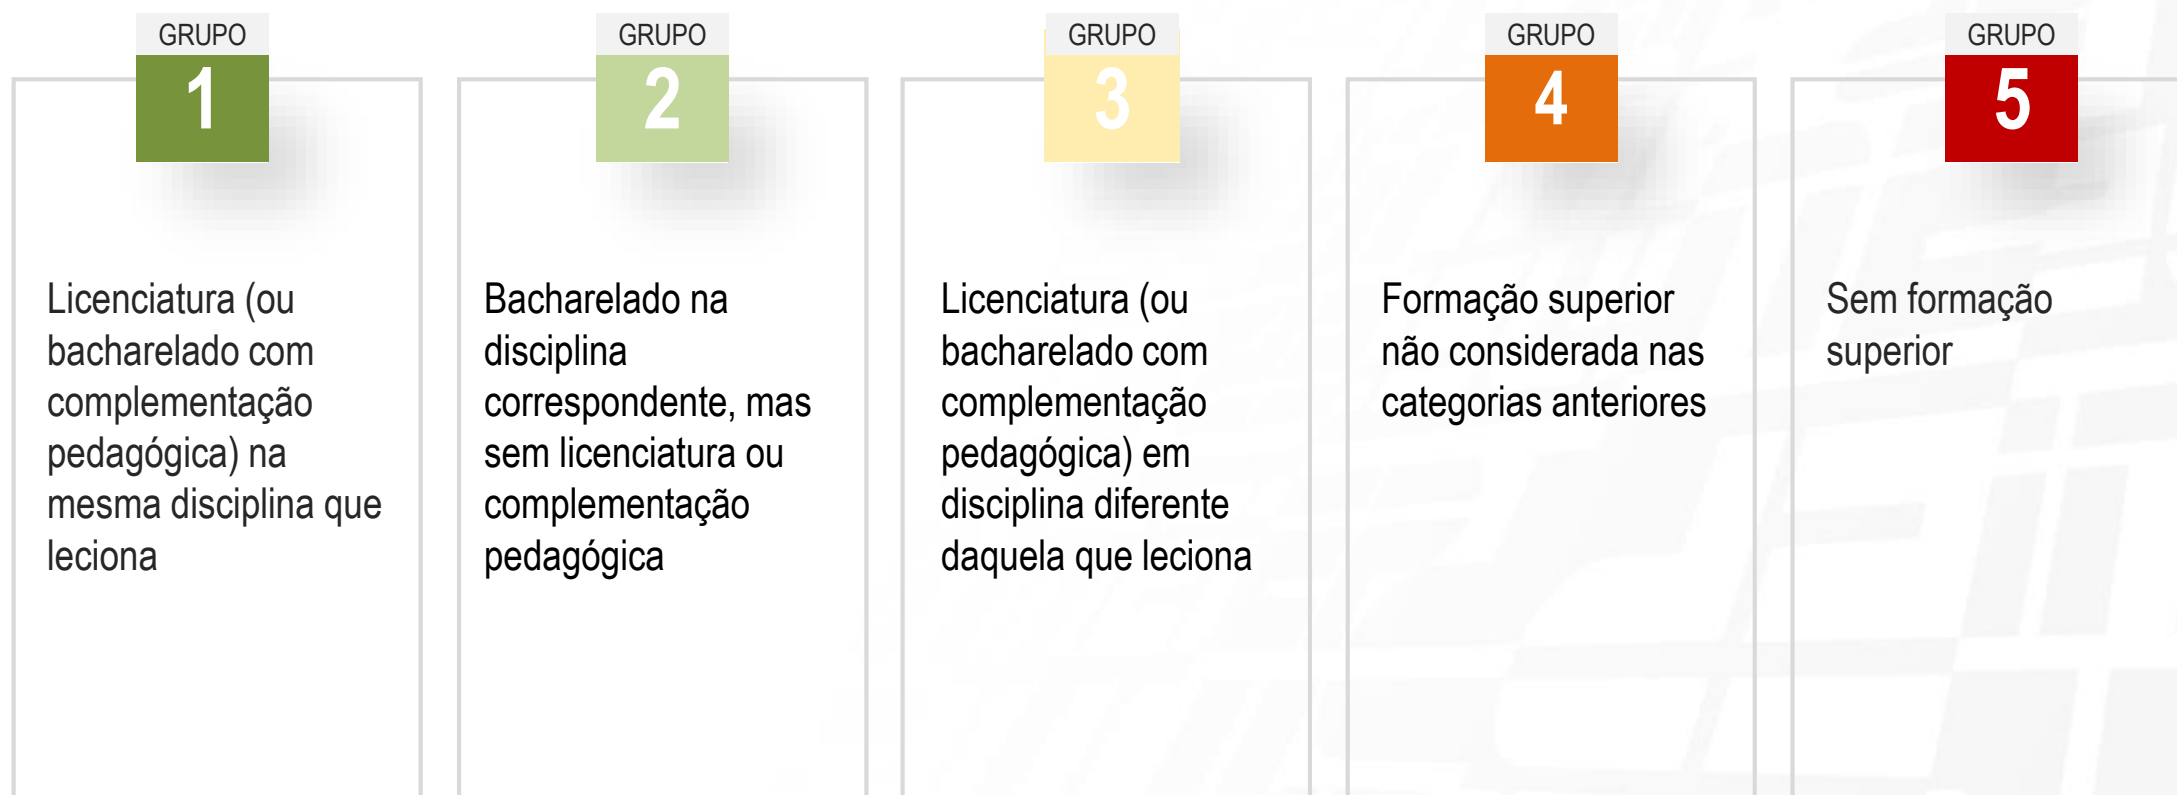 GRUPO
1
Licenciatura (ou
bacharelado com
complementação
pedagógica) na
mesma disciplina que
leciona
GRUPO
2
Bacharelado na
disciplina
correspondente, mas
sem licenciatura ou
complementação
pedagógica
GRUPO
3
Licenciatura (ou
bacharelado com
complementação
pedagógica) em
disciplina diferente
daquela que leciona
GRUPO
4
Formação superior
não considerada nas
categorias anteriores
GRUPO
5
Sem formação
superior